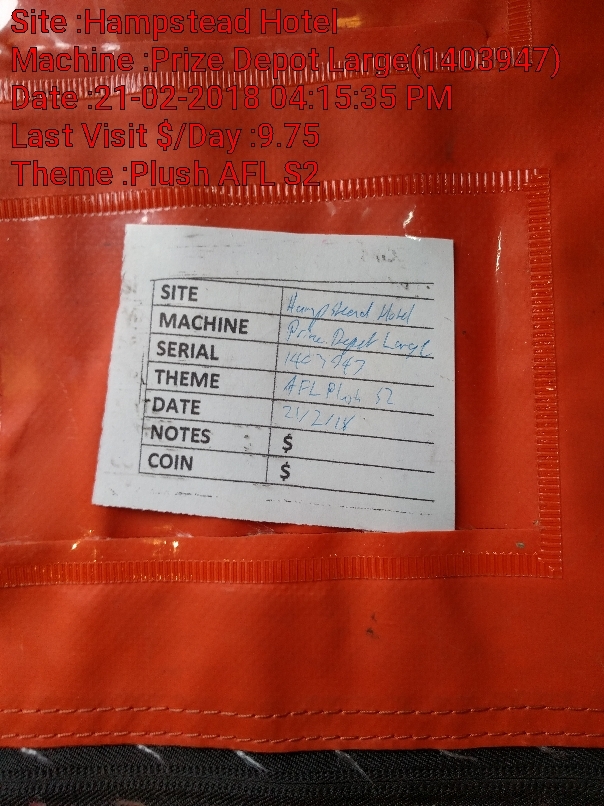 Site :Hampstead Hotel
Machine :Prize Depot Large(1403947)
Date :21-02-2018 04:15:35 PM
Last Visit $/Day :9.75
Theme :Plush AFL S2
SITE Hampstead Hotel
MACHINE Prize Depot Large
SERIAL 1403947
THEME AFL Plush S2
DATE 21/2/18
NOTES $
COIN $